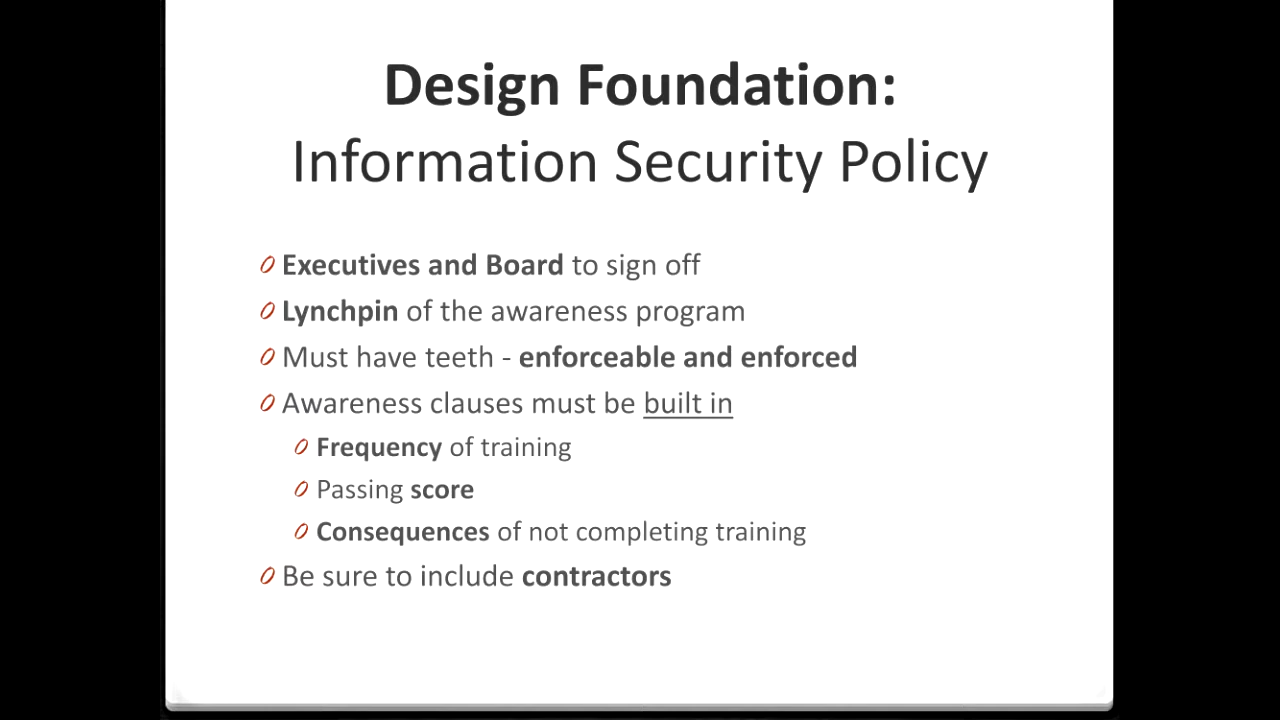 Design Foundation:
Information Security Policy
Executives and Board to sign off
Lynchpin of the awareness program
Must have teeth - enforceable and enforced
Awareness clauses must be built in
Frequency of training
Passing score
Consequences of not completing training
Be sure to include contractors